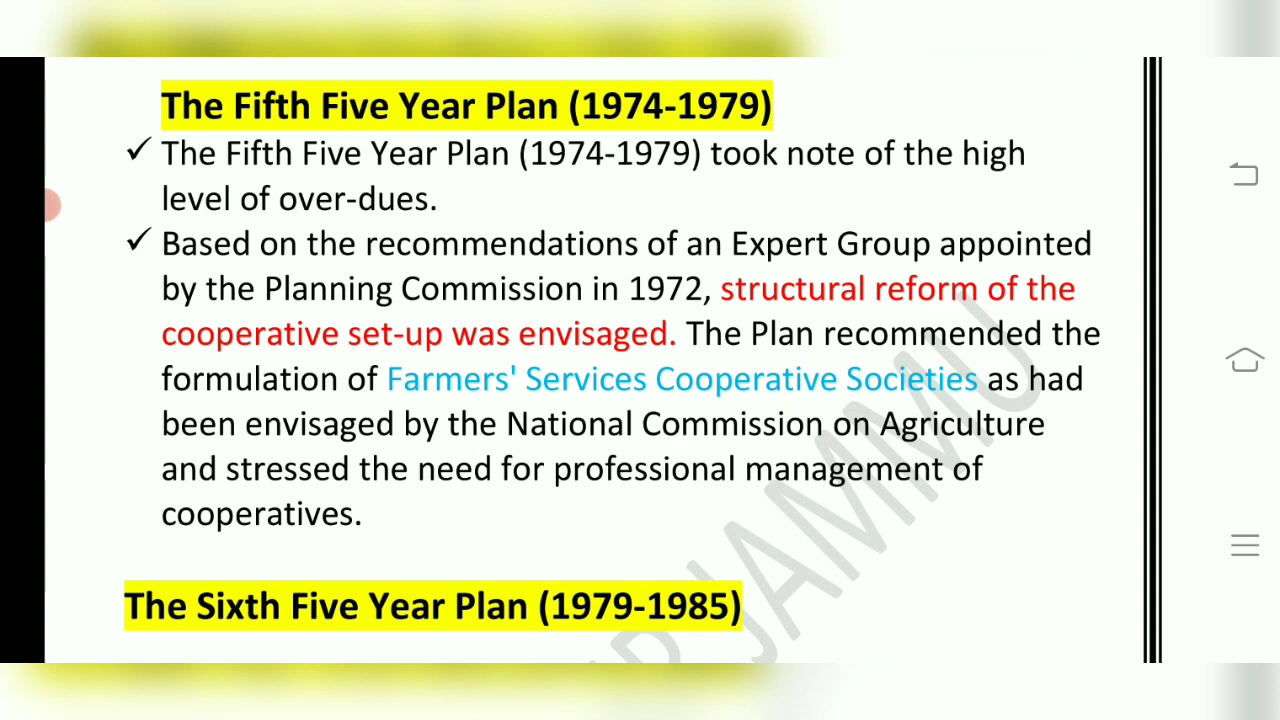 The Fifth Five Year Plan (1974-1979)
✓ The Fifth Five Year Plan (1974-1979) took note of the high
level of over-dues.
✓ Based on the recommendations of an Expert Group appointed
by the Planning Commission in 1972, structural reform of the
cooperative set-up was envisaged. The Plan recommended the
formulation of Farmers' Services Cooperative Societies as had
been envisaged by the National Commission on Agriculture
and stressed the need for professional management of
cooperatives.
The Sixth Five Year Plan (1979-1985)
JAMMU